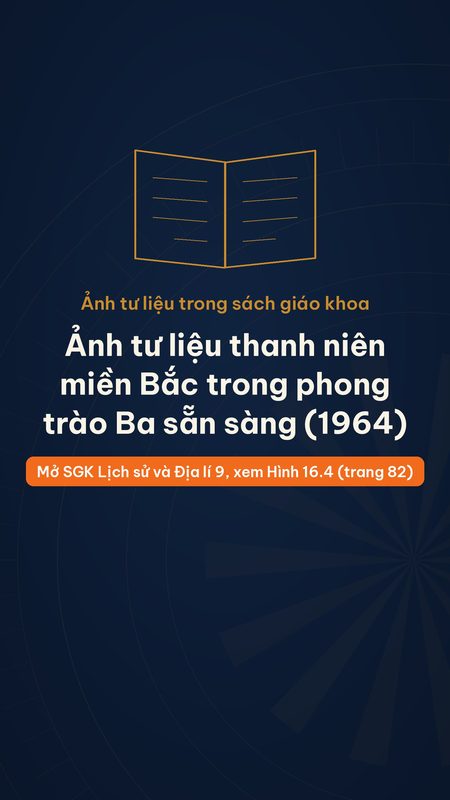 Ảnh tư liệu trong sách giáo khoa
Ảnh tư liệu thanh niên
miền Bắc trong phong
trào Ba sẵn sàng (1964)
Mở SGK Lịch sử và Địa lí 9, xem Hình 16.4 (trang 82)